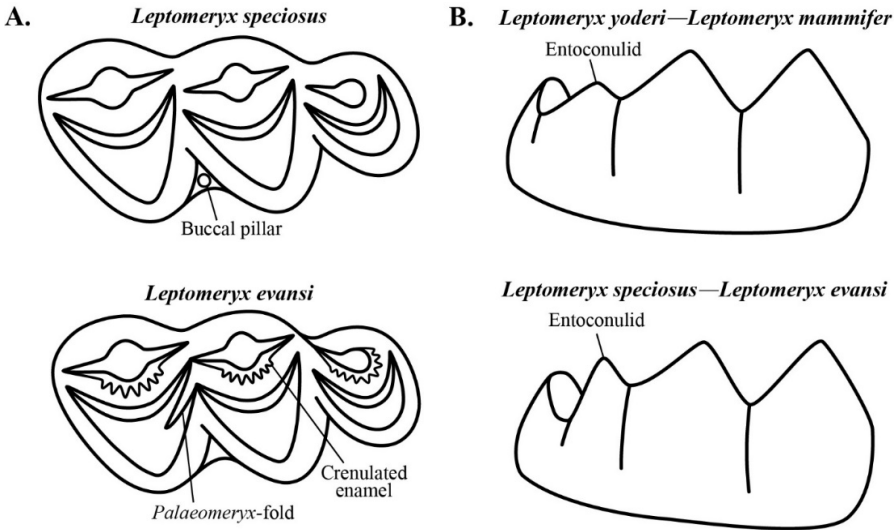 A.
Leptomeryx speciosus
Buccal pillar
Leptomeryx evansi
Crenulated
enamel
Palaeomeryx-fold
B.
Leptomeryx yoderi—Leptomeryx mammifer
Entoconulid
Leptomeryx speciosus—Leptomeryx evansi
Entoconulid